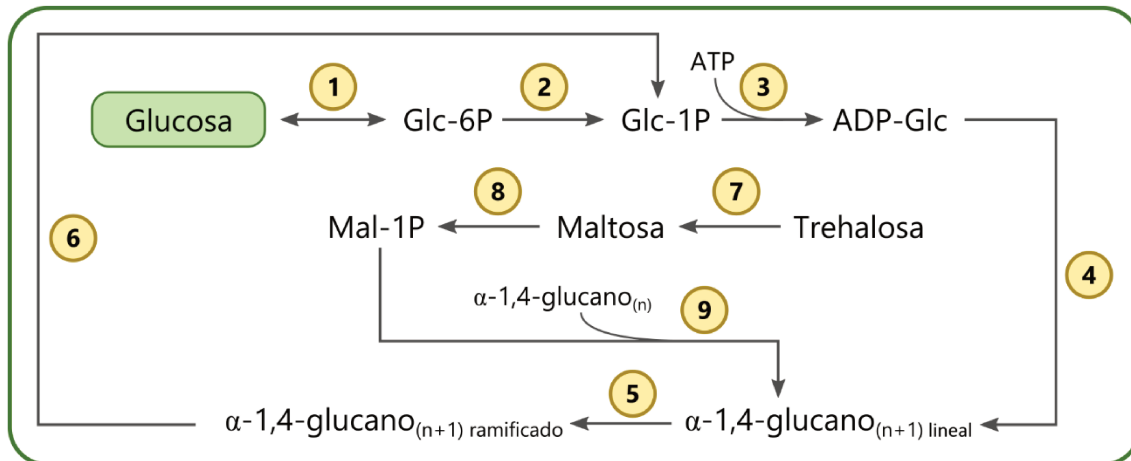 ATP
1 2 3
Glucosa Glc-6P Glc-1P ADP-Glc
8 7
Mal-1P Maltosa Trehalosa
6 4
α-1,4-glucano(n) 9
5
α-1,4-glucano(n+1) ramificado α-1,4-glucano(n+1) lineal